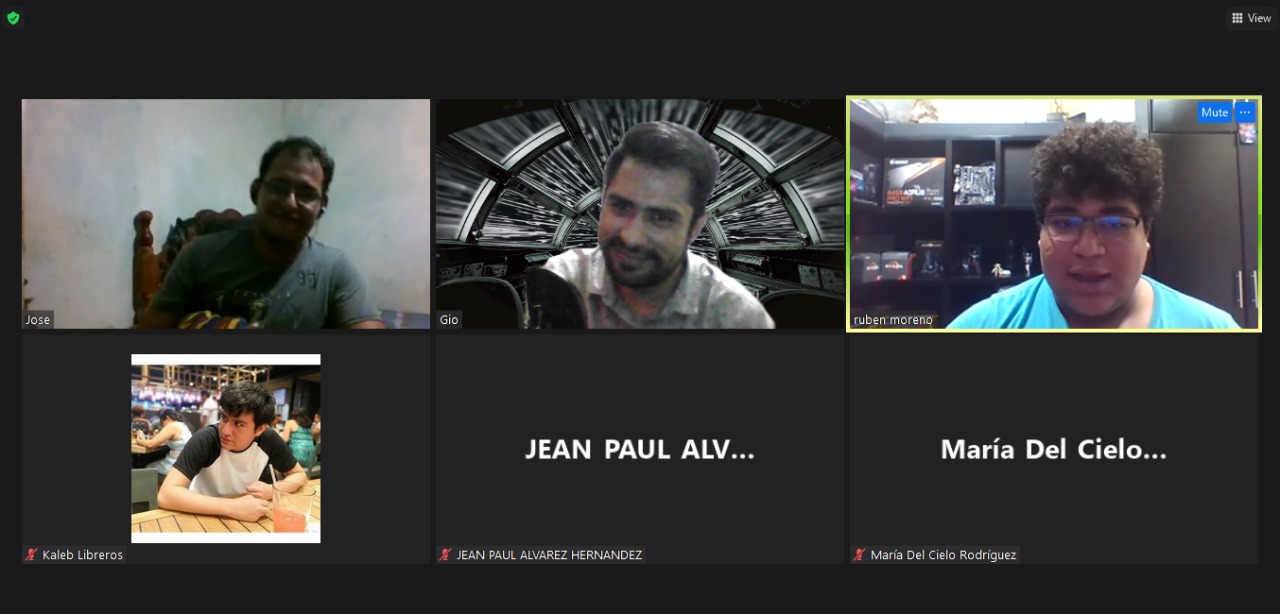 View
Mute
Jose
Gio
ruben moreno
JEAN PAUL ALV...
María Del Cielo...
Kaleb Libreros
JEAN PAUL ALVAREZ HERNANDEZ
María Del Cielo Rodríguez